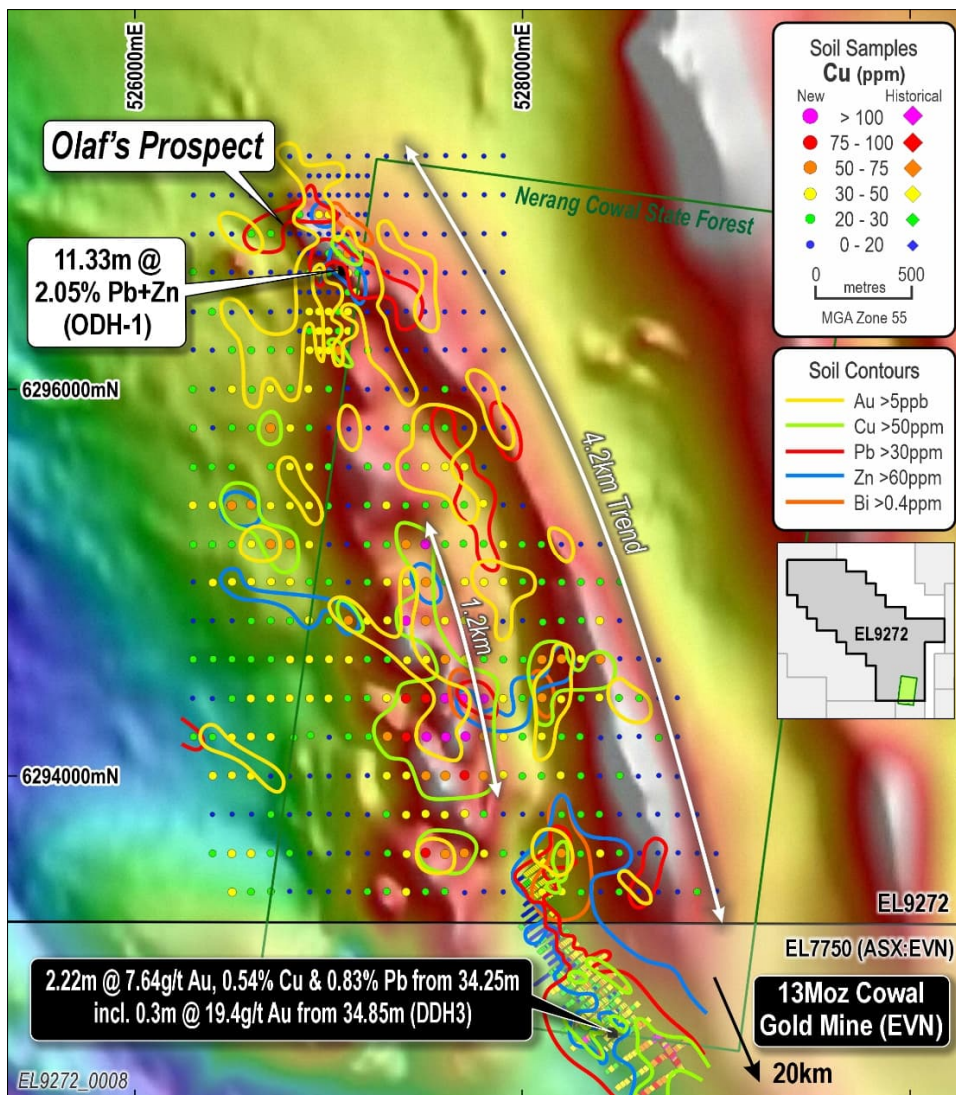 526000mE
528000mE
Olaf's Prospect
11.33m @
2.05% Pb+Zn
(ODH-1)
Nerang Cowal State Forest
6296000mN
4.2km Trend
1.2km
6294000mN
Soil Samples
Cu (ppm)
New Historical
> 100
75 - 100
50 - 75
30 - 50
20 - 30
0 - 20
0 500
metres
MGA Zone 55
Soil Contours
Au >5ppb
Cu >50ppm
Pb >30ppm
Zn >60ppm
Bi >0.4ppm
EL9272
EL9272
EL7750 (ASX:EVN)
2.22m @ 7.64g/t Au, 0.54% Cu & 0.83% Pb from 34.25m
incl. 0.3m @ 19.4g/t Au from 34.85m (DDH3)
13Moz Cowal
Gold Mine (EVN)
20km
EL9272_0008